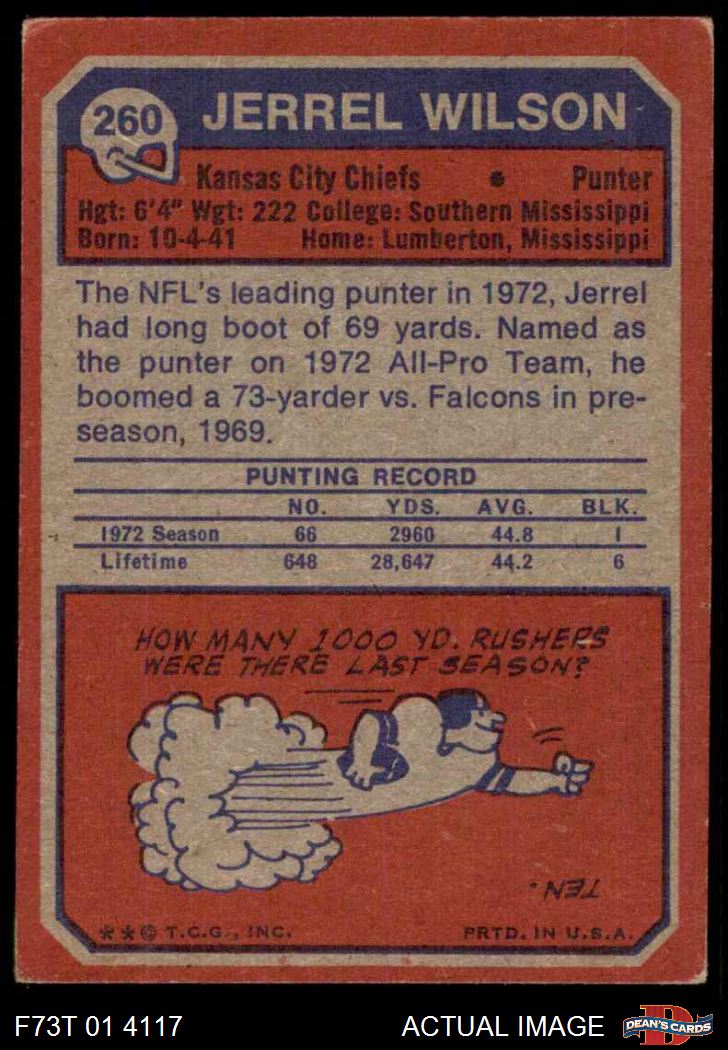 260 JERREL WILSON
Kansas City Chiefs • Punter
Hgt: 6'4" Wgt: 222 College: Southern Mississippi
Born: 10-4-41 Home: Lumberton, Mississippi
The NFL's leading punter in 1972, Jerrel
had long boot of 69 yards. Named as
the punter on 1972 All-Pro Team, he
boomed a 73-yarder vs. Falcons in pre-
season, 1969.
PUNTING RECORD
NO. YDS. AVG. BLK.
1972 Season 66 2960 44.8 1
Lifetime 648 28,647 44.2 6
HOW MANY 1000 YD. RUSHERS
WERE THERE LAST SEASON?
TEN.
**© T.C.G., INC. PRTD. IN U.S.A.
F73T 01 4117 ACTUAL IMAGE D DEAN'S CARDS